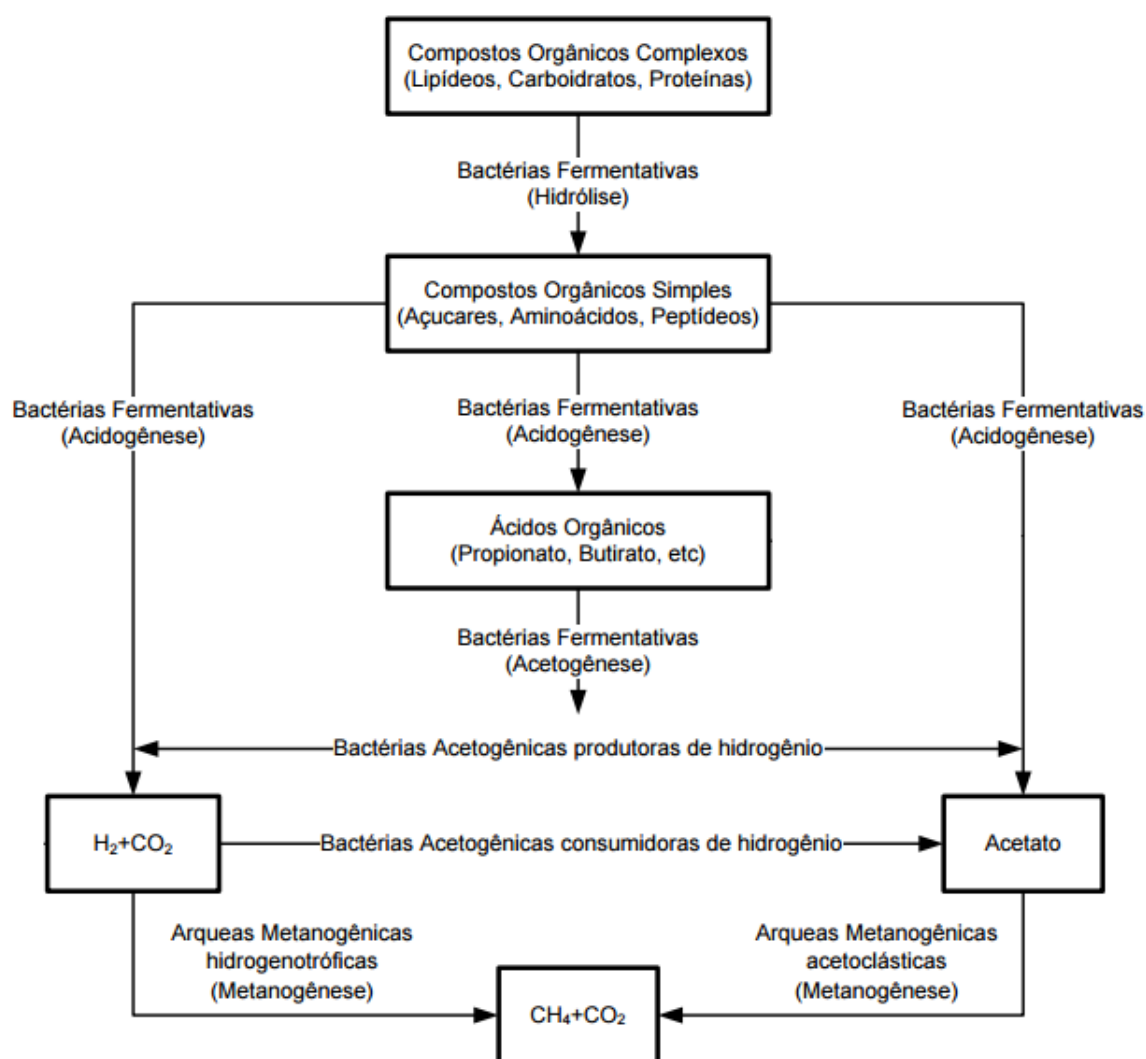 Compostos Orgânicos Complexos
(Lipídeos, Carboidratos, Proteínas)
Bactérias Fermentativas
(Hidrólise)
Compostos Orgânicos Simples
(Açucares, Aminoácidos, Peptídeos)
Bactérias Fermentativas
(Acidogênese)
Bactérias Fermentativas
(Acidogênese)
Bactérias Fermentativas
(Acidogênese)
Ácidos Orgânicos
(Propionato, Butirato, etc)
Bactérias Fermentativas
(Acetogênese)
Bactérias Acetogênicas produtoras de hidrogênio
H₂+CO₂
Bactérias Acetogênicas consumidoras de hidrogênio
Acetato
Arqueas Metanogênicas
hidrogenotróficas
(Metanogênese)
Arqueas Metanogênicas
acetoclásticas
(Metanogênese)
CH₄+CO₂